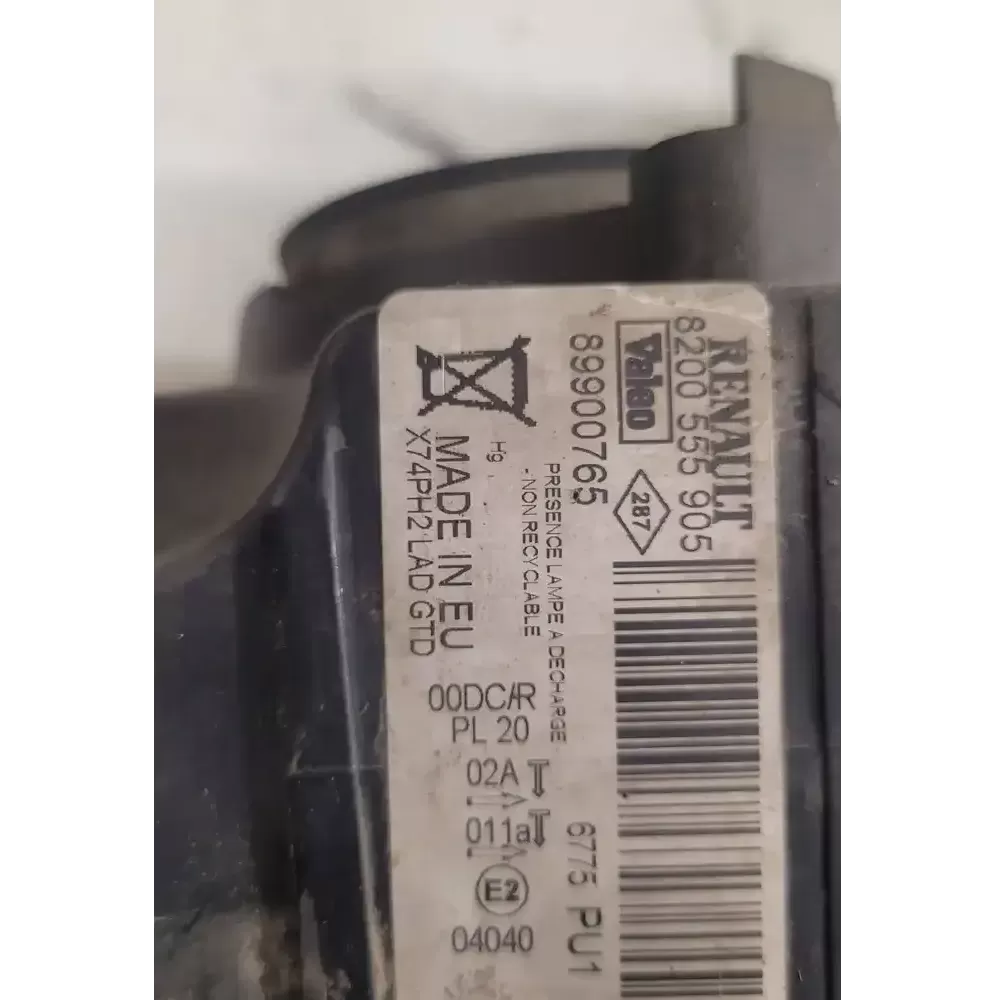 RENAULT
8200 555 905
Valeo
287
89900765
PRESENCE LAMPE A DECHARGE
- NON RECYCLABLE
Hg
MADE IN EU
X74PH2 LAD GTD
00DC/R
PL 20
02A
011a
E2
04040
6775 PU1